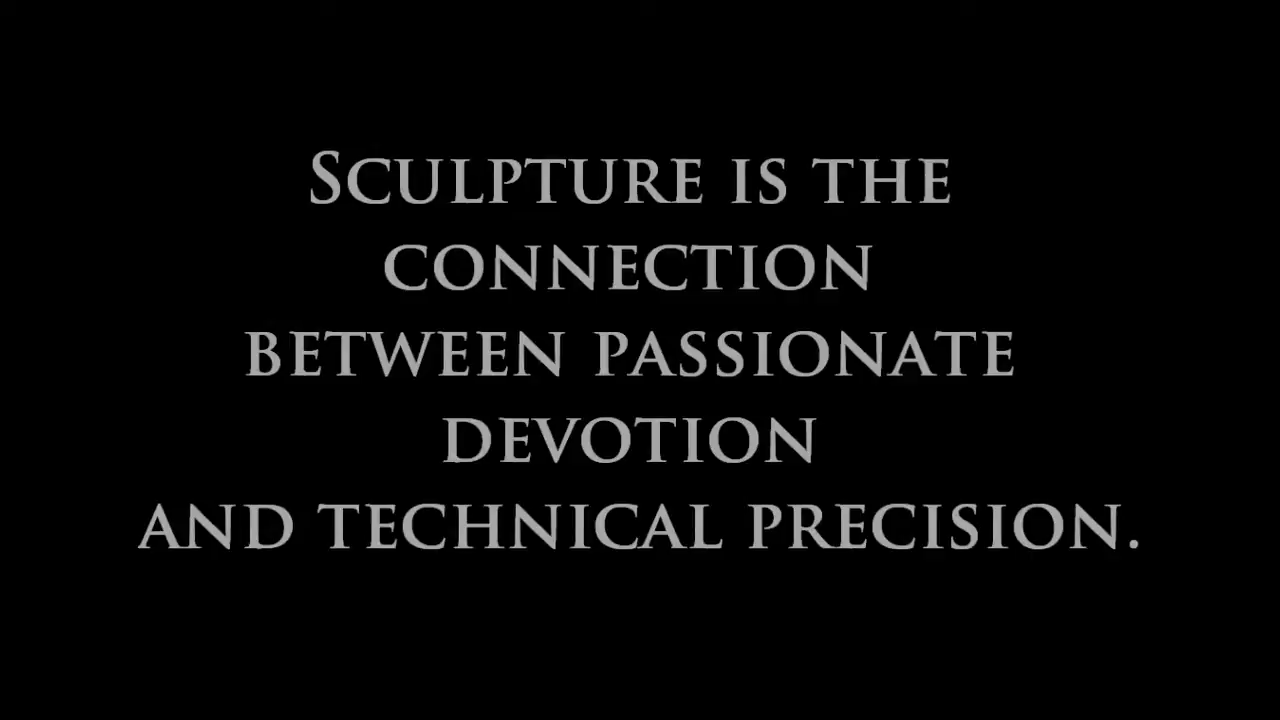 Sculpture is the
connection
between passionate
devotion
and technical precision.